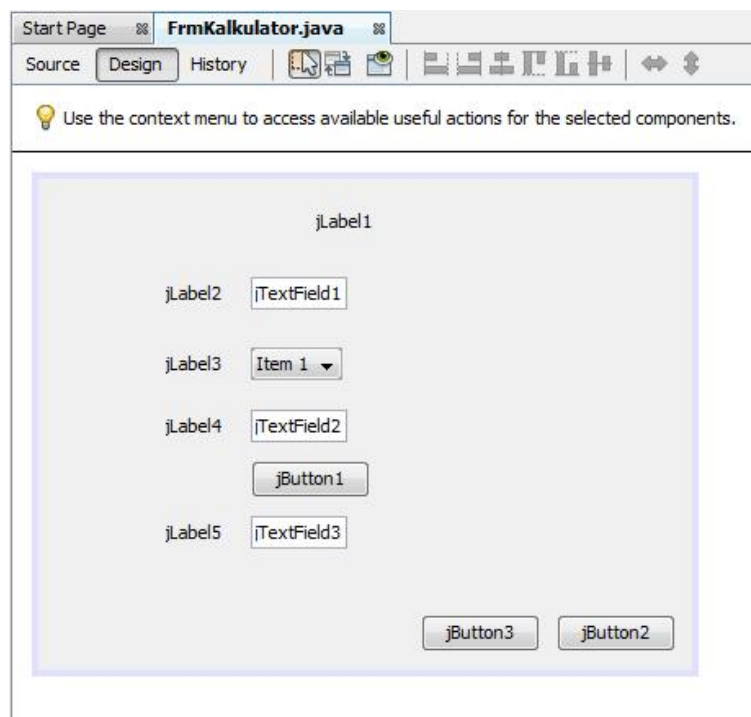 Start Page FrmKalkulator.java
Source Design History
Use the context menu to access available useful actions for the selected components.
jLabel1
jLabel2 jTextField1
jLabel3 Item 1
jLabel4 jTextField2
jButton1
jLabel5 jTextField3
jButton3 jButton2